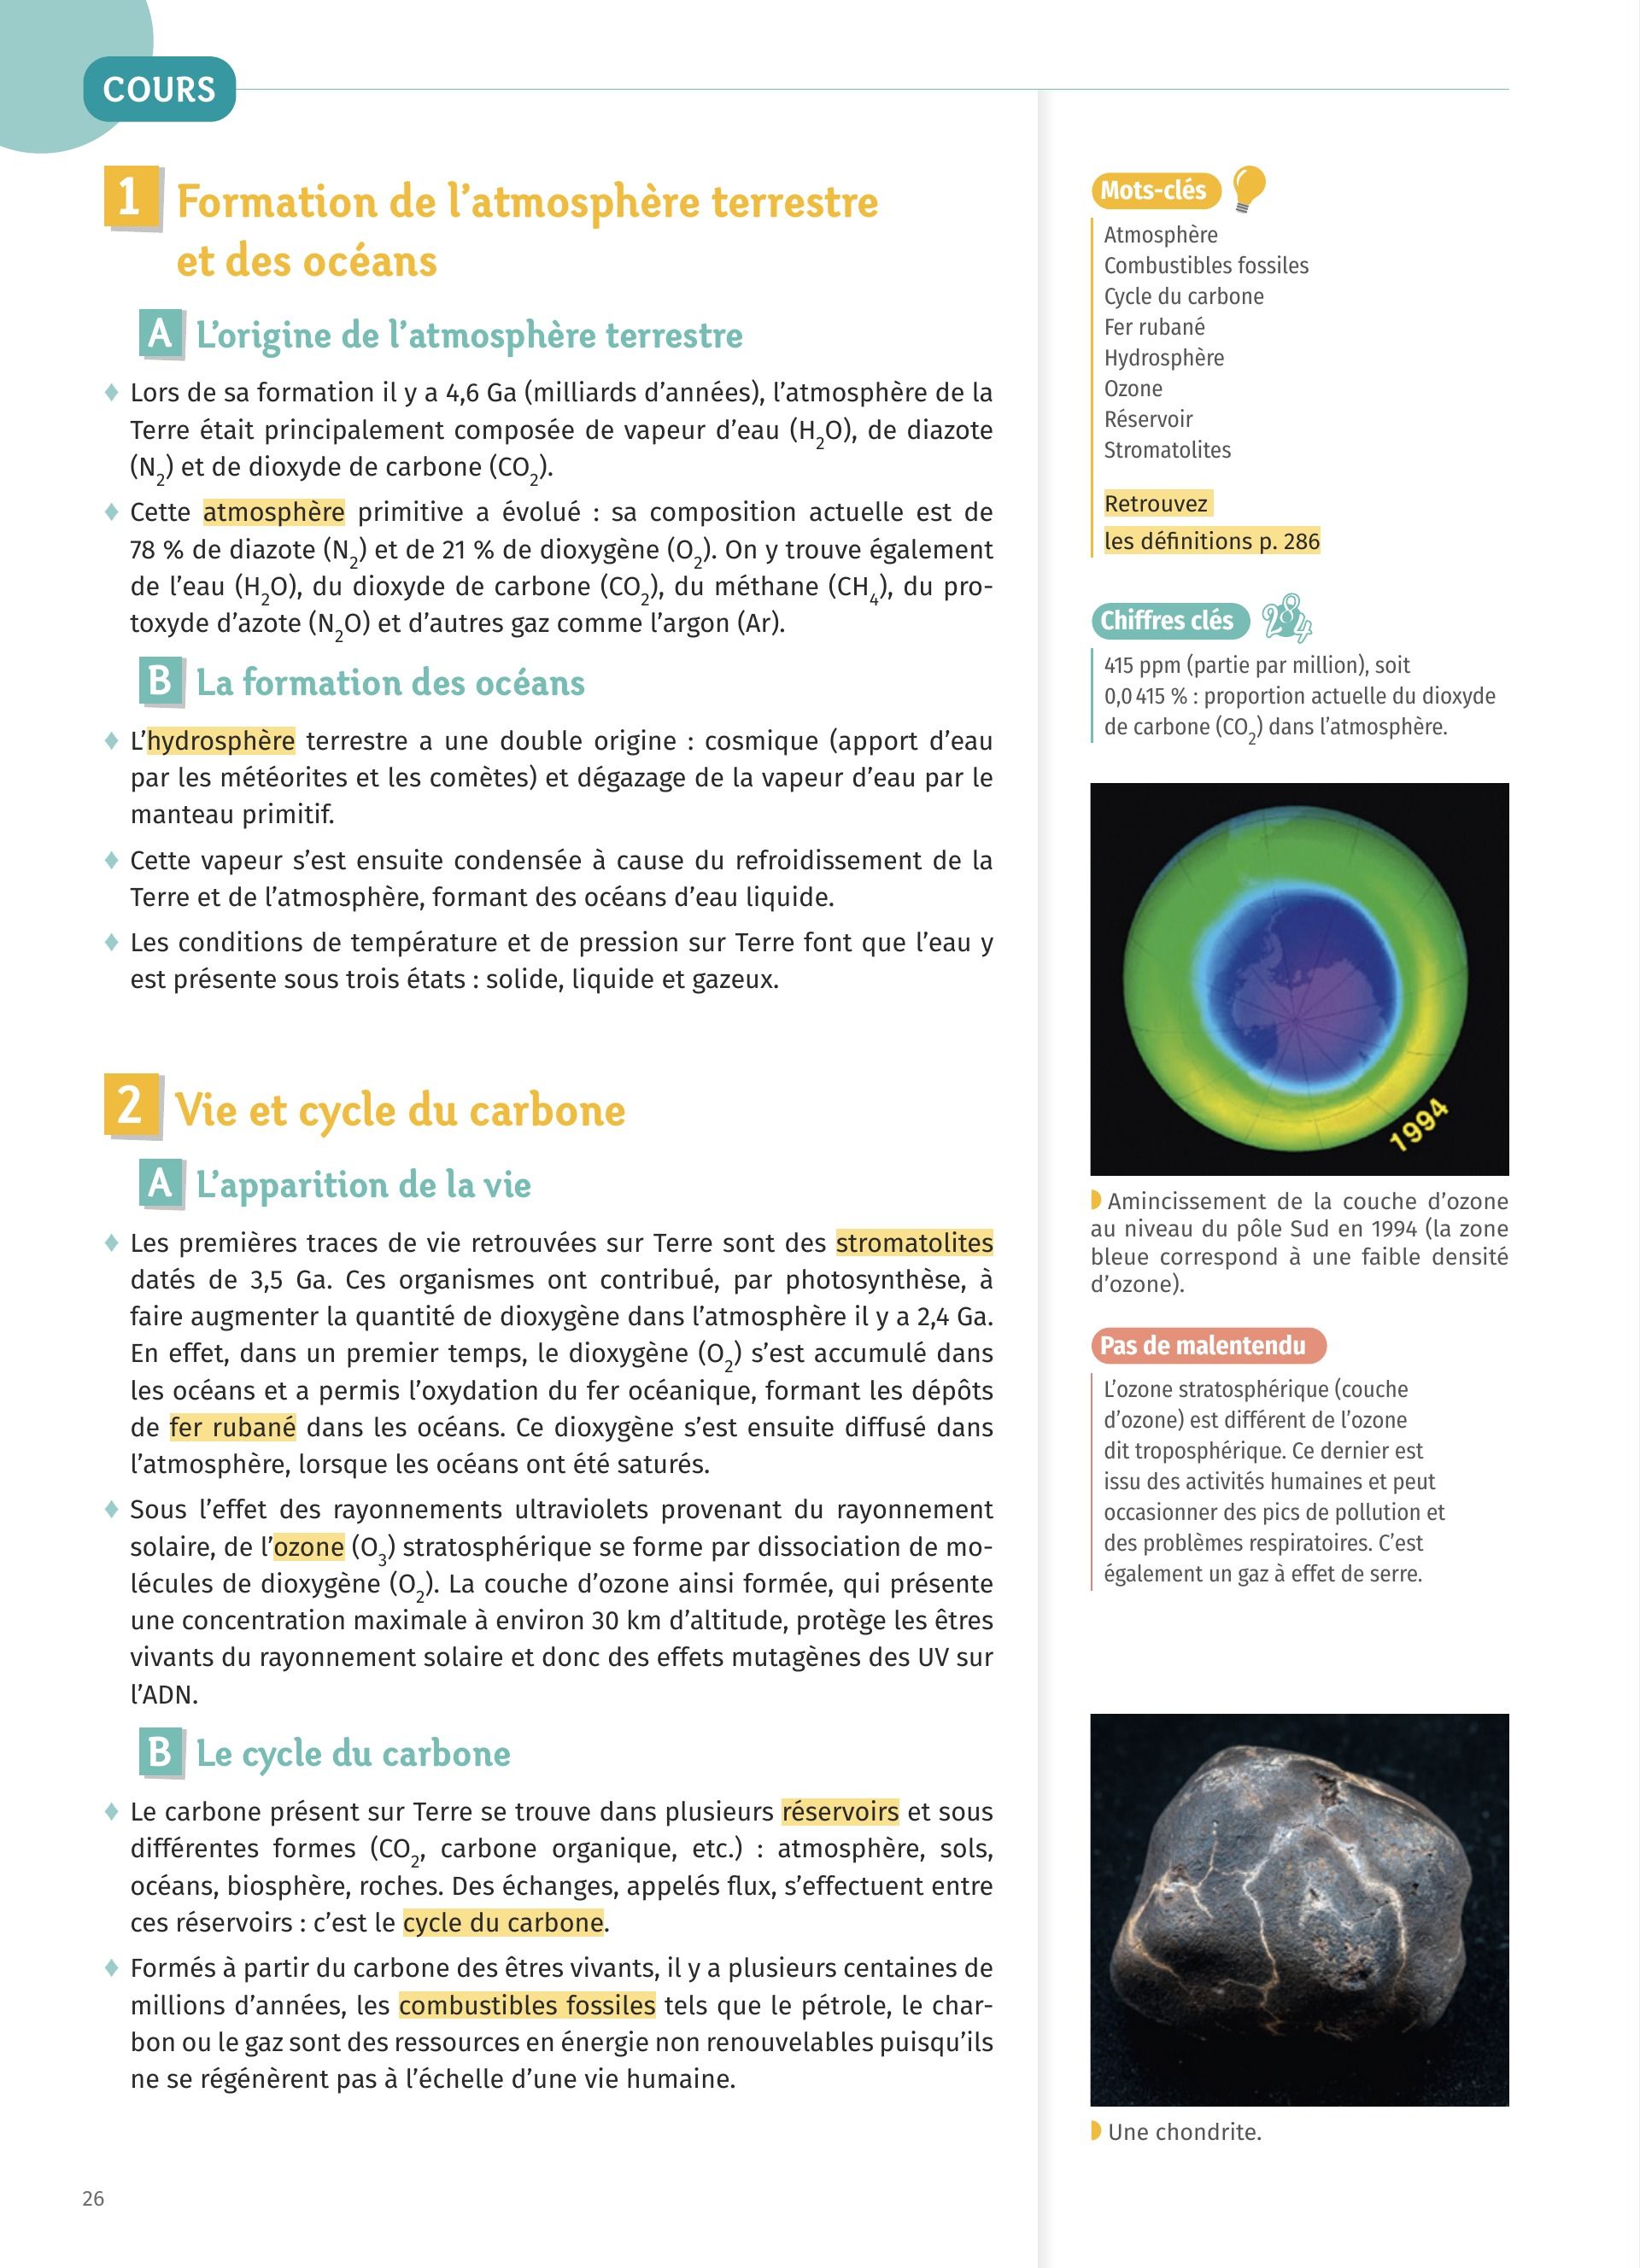 COURS
1 Formation de l’atmosphère terrestre
et des océans
A L’origine de l’atmosphère terrestre
♦ Lors de sa formation il y a 4,6 Ga (milliards d’années), l’atmosphère de la
Terre était principalement composée de vapeur d’eau (H₂O), de diazote
(N₂) et de dioxyde de carbone (CO₂).
♦ Cette atmosphère primitive a évolué : sa composition actuelle est de
78 % de diazote (N₂) et de 21 % de dioxygène (O₂). On y trouve également
de l’eau (H₂O), du dioxyde de carbone (CO₂), du méthane (CH₄), du pro-
toxyde d’azote (N₂O) et d’autres gaz comme l’argon (Ar).
B La formation des océans
♦ L’hydrosphère terrestre a une double origine : cosmique (apport d’eau
par les météorites et les comètes) et dégazage de la vapeur d’eau par le
manteau primitif.
♦ Cette vapeur s’est ensuite condensée à cause du refroidissement de la
Terre et de l’atmosphère, formant des océans d’eau liquide.
♦ Les conditions de température et de pression sur Terre font que l’eau y
est présente sous trois états : solide, liquide et gazeux.
2 Vie et cycle du carbone
A L’apparition de la vie
♦ Les premières traces de vie retrouvées sur Terre sont des stromatolites
datés de 3,5 Ga. Ces organismes ont contribué, par photosynthèse, à
faire augmenter la quantité de dioxygène dans l’atmosphère il y a 2,4 Ga.
En effet, dans un premier temps, le dioxygène (O₂) s’est accumulé dans
les océans et a permis l’oxydation du fer océanique, formant les dépôts
de fer rubané dans les océans. Ce dioxygène s’est ensuite diffusé dans
l’atmosphère, lorsque les océans ont été saturés.
♦ Sous l’effet des rayonnements ultraviolets provenant du rayonnement
solaire, de l’ozone (O₃) stratosphérique se forme par dissociation de mo-
lécules de dioxygène (O₂). La couche d’ozone ainsi formée, qui présente
une concentration maximale à environ 30 km d’altitude, protège les êtres
vivants du rayonnement solaire et donc des effets mutagènes des UV sur
l’ADN.
B Le cycle du carbone
♦ Le carbone présent sur Terre se trouve dans plusieurs réservoirs et sous
différentes formes (CO₂, carbone organique, etc.) : atmosphère, sols,
océans, biosphère, roches. Des échanges, appelés flux, s’effectuent entre
ces réservoirs : c’est le cycle du carbone.
♦ Formés à partir du carbone des êtres vivants, il y a plusieurs centaines de
millions d’années, les combustibles fossiles tels que le pétrole, le char-
bon ou le gaz sont des ressources en énergie non renouvelables puisqu’ils
ne se régénèrent pas à l’échelle d’une vie humaine.
26
Mots-clés
Atmosphère
Combustibles fossiles
Cycle du carbone
Fer rubané
Hydrosphère
Ozone
Réservoir
Stromatolites
Retrouvez
les définitions p. 286
Chiffres clés 284
415 ppm (partie par million), soit
0,0 415 % : proportion actuelle du dioxyde
de carbone (CO₂) dans l’atmosphère.
1994
Amincissement de la couche d’ozone
au niveau du pôle Sud en 1994 (la zone
bleue correspond à une faible densité
d’ozone).
Pas de malentendu
L’ozone stratosphérique (couche
d’ozone) est différent de l’ozone
dit troposphérique. Ce dernier est
issu des activités humaines et peut
occasionner des pics de pollution et
des problèmes respiratoires. C’est
également un gaz à effet de serre.
Une chondrite.